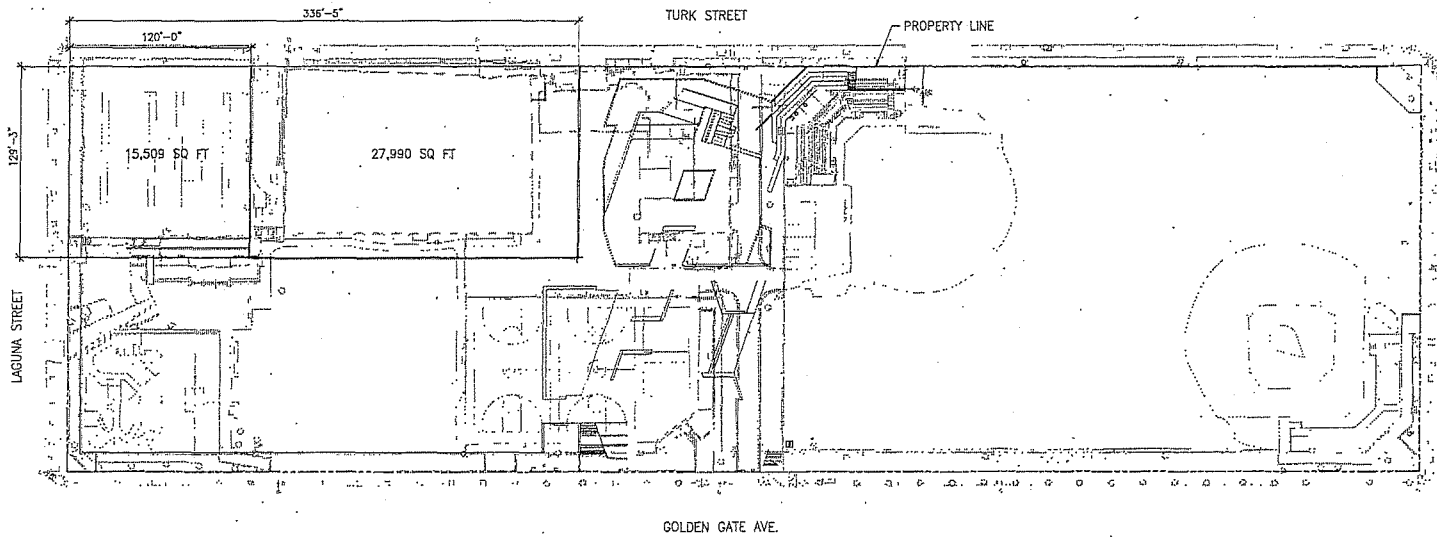 336'-5"
TURK STREET
PROPERTY LINE
120'-0"
129'-3"
15,509 SQ FT
27,990 SQ FT
LAGUNA STREET
GOLDEN GATE AVE.